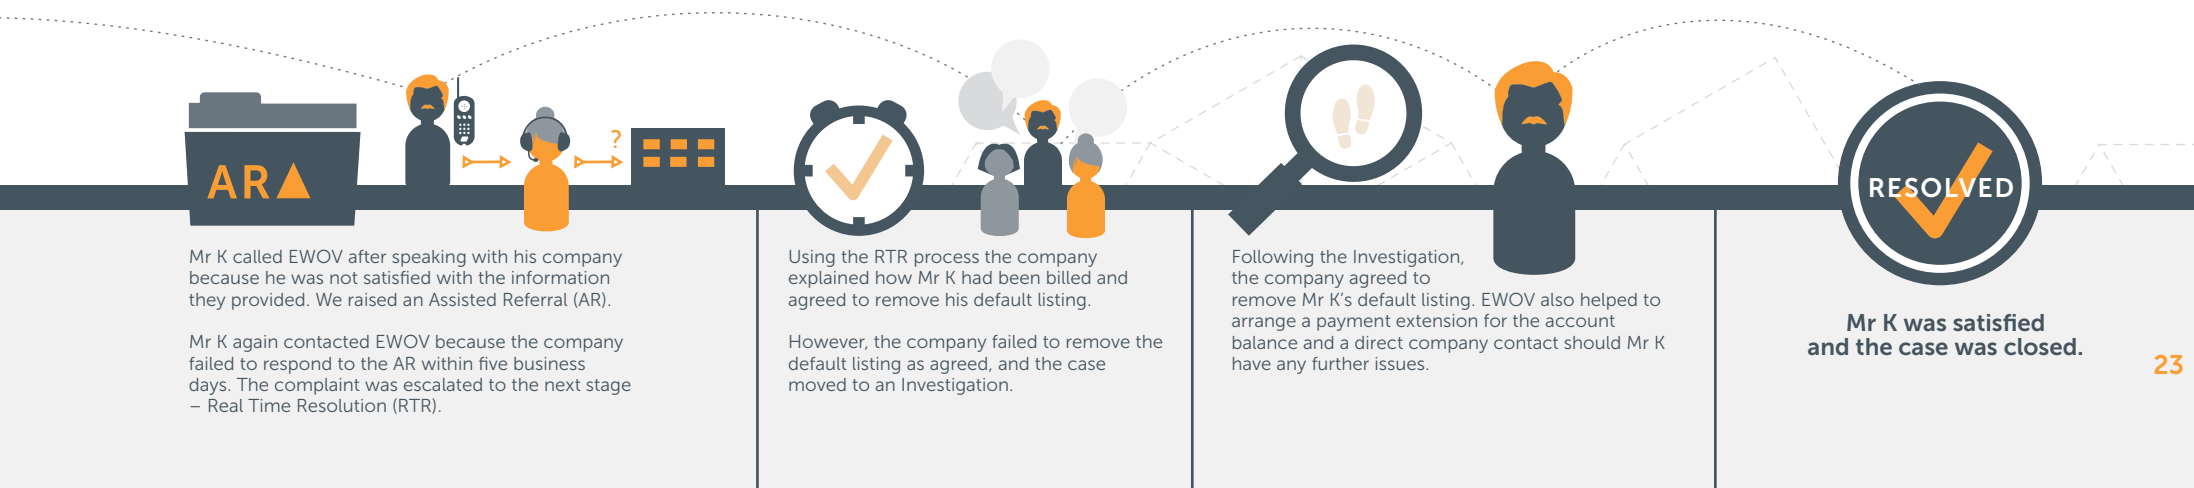 AR
?
Mr K called EWOV after speaking with his company
because he was not satisfied with the information
they provided. We raised an Assisted Referral (AR).
Mr K again contacted EWOV because the company
failed to respond to the AR within five business
days. The complaint was escalated to the next stage
– Real Time Resolution (RTR).
Using the RTR process the company
explained how Mr K had been billed and
agreed to remove his default listing.
However, the company failed to remove the
default listing as agreed, and the case
moved to an Investigation.
Following the Investigation,
the company agreed to
remove Mr K’s default listing. EWOV also helped to
arrange a payment extension for the account
balance and a direct company contact should Mr K
have any further issues.
RESOLVED
Mr K was satisfied
and the case was closed.
23